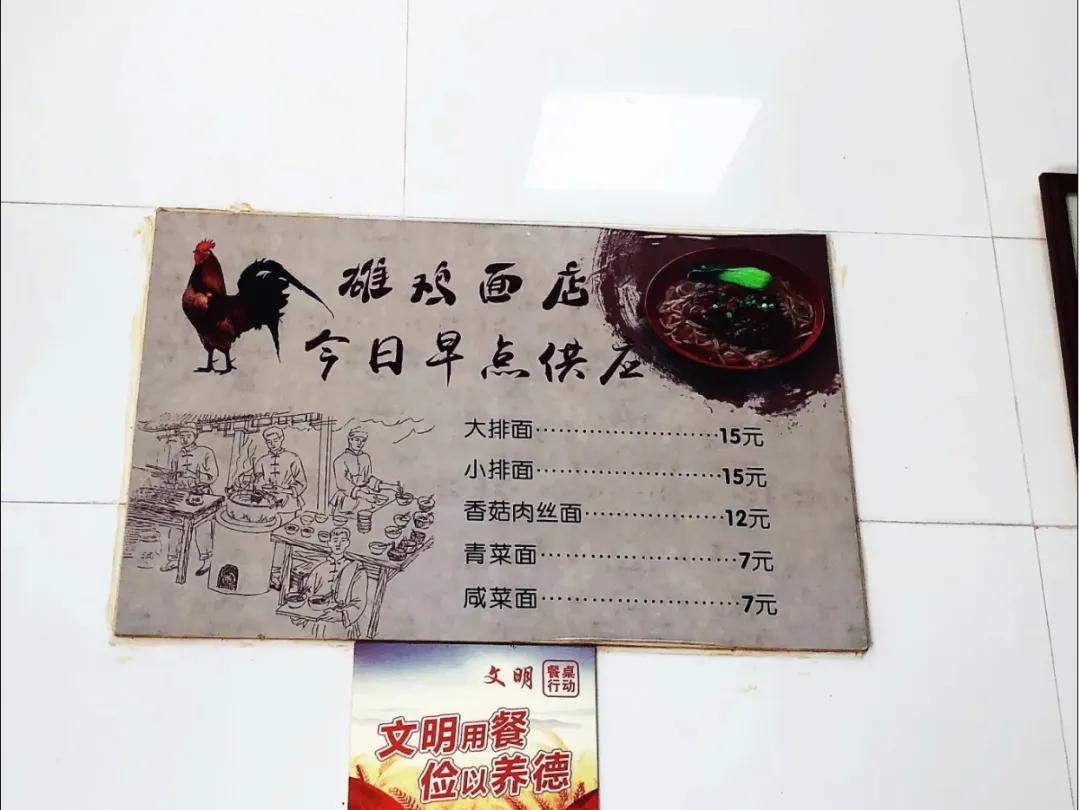 雄鸡面店
今日早点供应
大排面························15元
小排面························15元
香菇肉丝面··················12元
青菜面··························7元
咸菜面··························7元
文明 餐桌行动
文明用餐
俭以养德